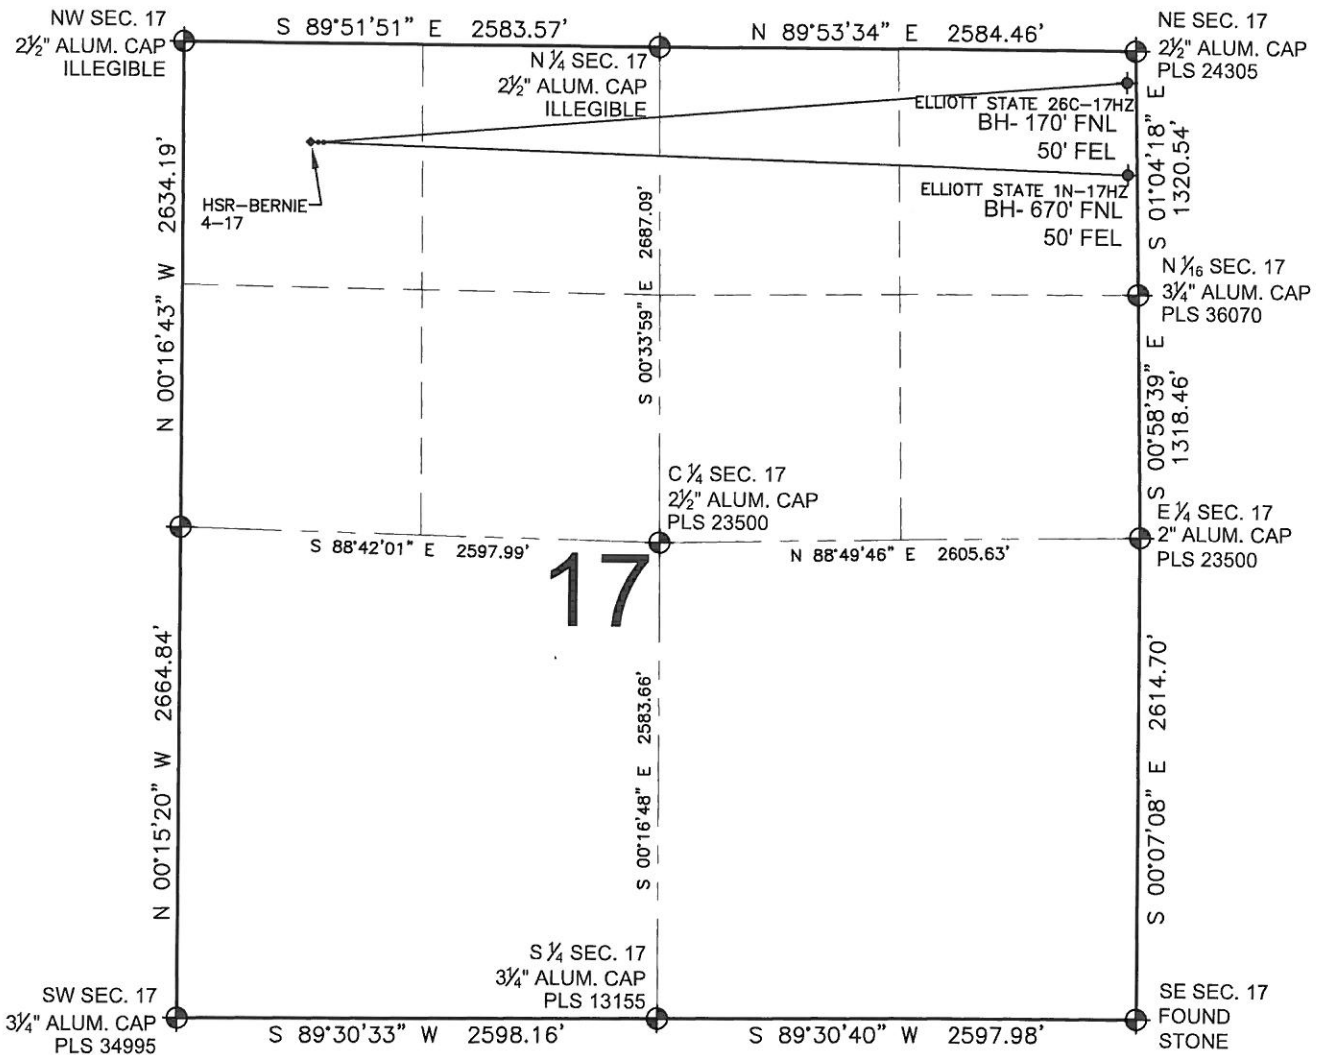 NW SEC. 17
2½" ALUM. CAP
ILLEGIBLE
S 89°51'51" E 2583.57'
N ¼ SEC. 17
2½" ALUM. CAP
ILLEGIBLE
N 89°53'34" E 2584.46'
NE SEC. 17
2½" ALUM. CAP
PLS 24305
ELLIOTT STATE 26C-17HZ
BH- 170' FNL
50' FEL
ELLIOTT STATE 1N-17HZ
BH- 670' FNL
50' FEL
S 01°04'18" E
1320.54'
HSR-BERNIE
4-17
N 00°16'43" W 2634.19'
S 00°33'59" E 2687.09'
N 1⁄16 SEC. 17
3¼" ALUM. CAP
PLS 36070
S 00°58'39" E
1318.46'
C ¼ SEC. 17
2½" ALUM. CAP
PLS 23500
E ¼ SEC. 17
2" ALUM. CAP
PLS 23500
S 88°42'01" E 2597.99'
N 88°49'46" E 2605.63'
17
N 00°15'20" W 2664.84'
S 00°16'48" E 2583.66'
S 00°07'08" E 2614.70'
S ¼ SEC. 17
3¼" ALUM. CAP
PLS 13155
SW SEC. 17
3¼" ALUM. CAP
PLS 34995
S 89°30'33" W 2598.16'
S 89°30'40" W 2597.98'
SE SEC. 17
FOUND
STONE